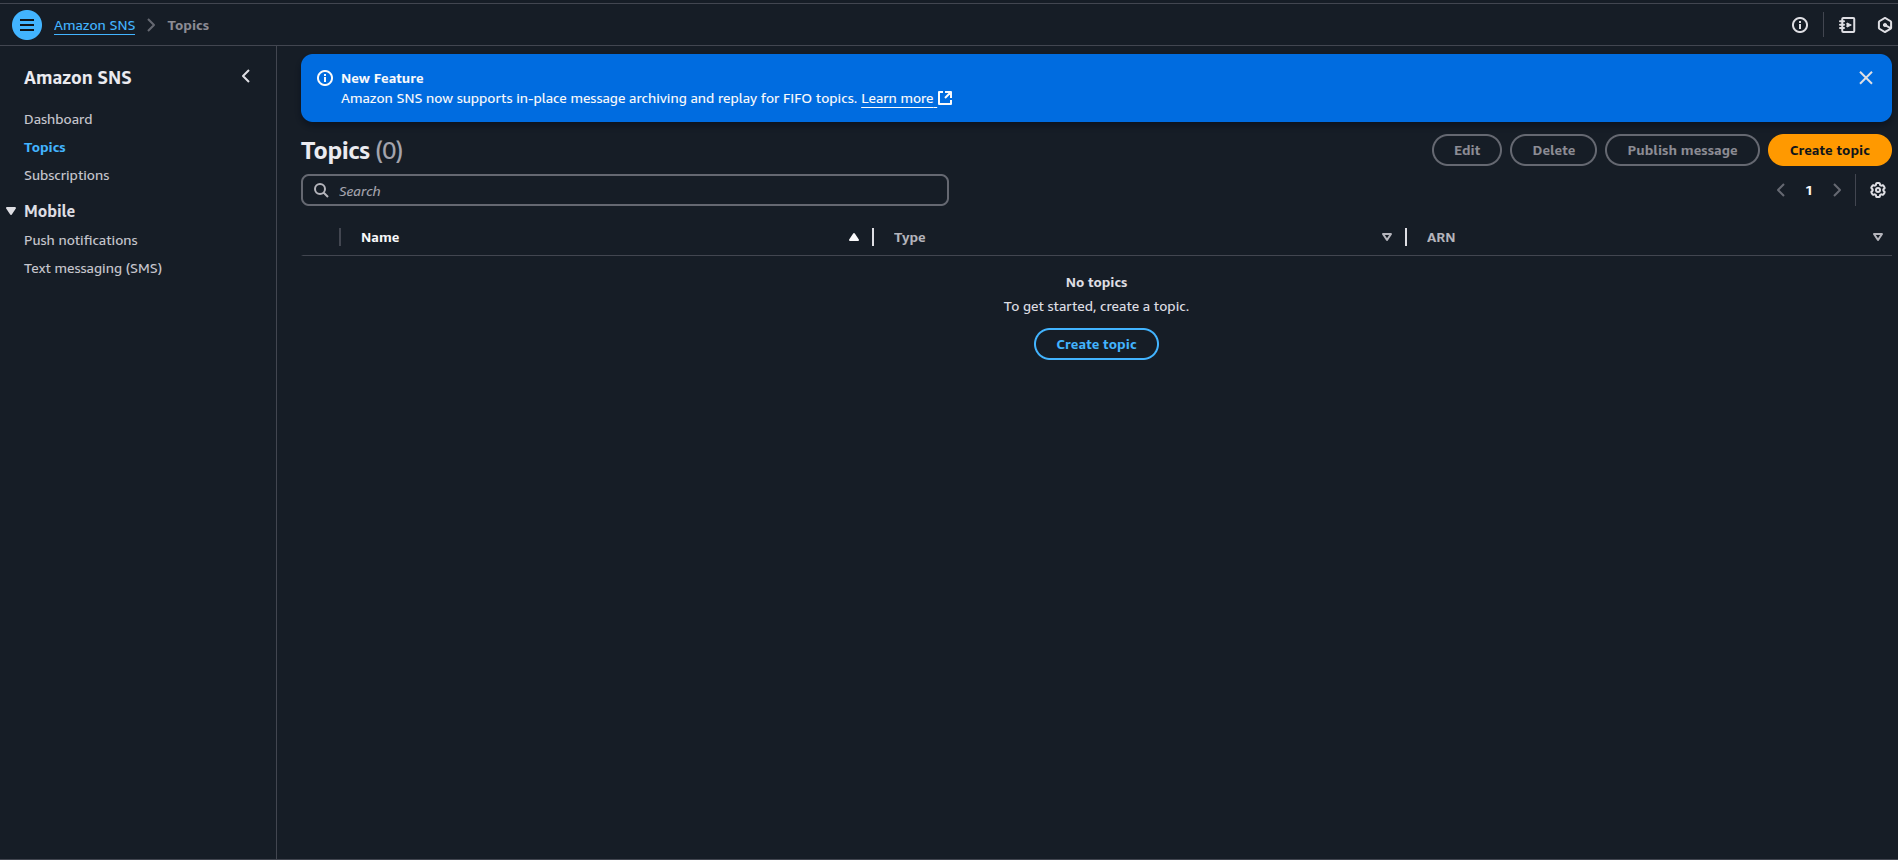 Amazon SNS > Topics
Amazon SNS
Dashboard
Topics
Subscriptions
Mobile
Push notifications
Text messaging (SMS)
New Feature
Amazon SNS now supports in-place message archiving and replay for FIFO topics. Learn more
Topics (0)
Edit
Delete
Publish message
Create topic
Search
1
Name
Type
ARN
No topics
To get started, create a topic.
Create topic